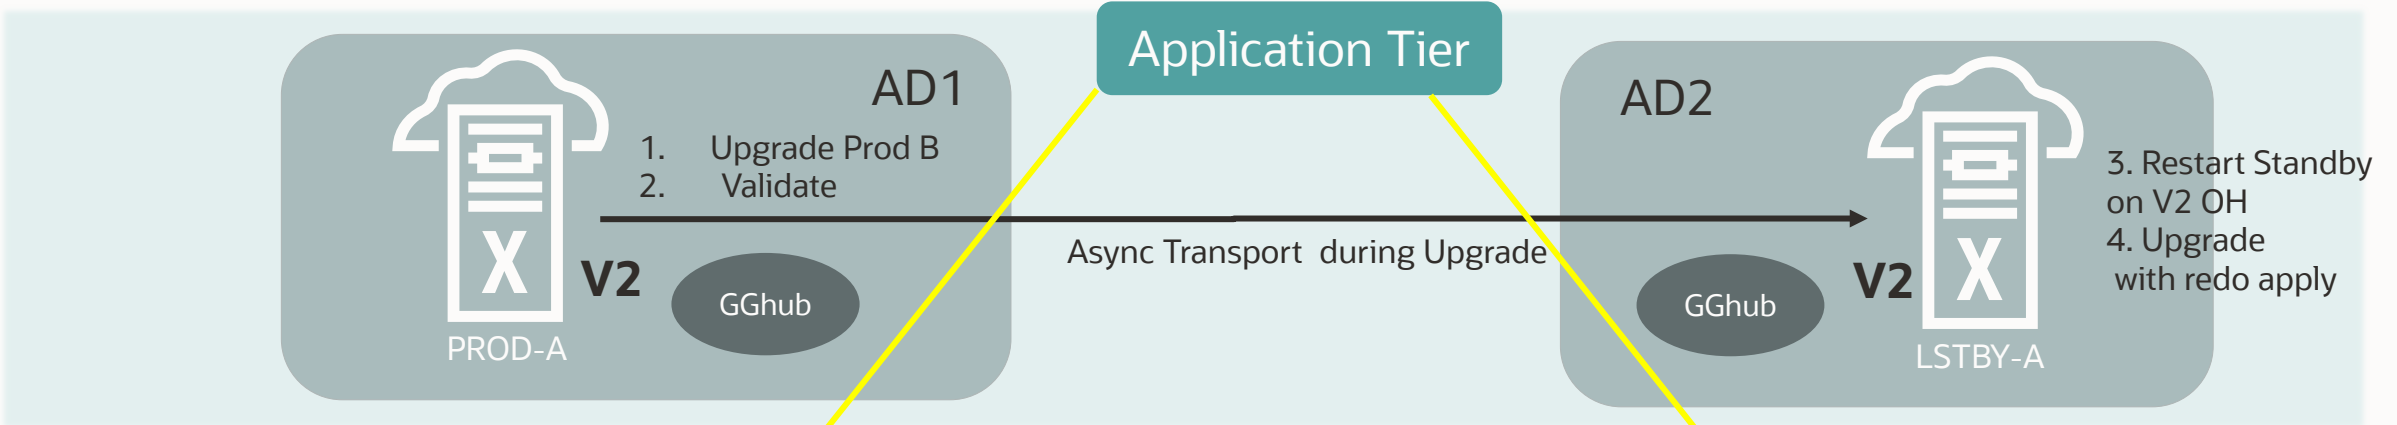 Application Tier
AD1
1. Upgrade Prod B
2. Validate
V2
GGhub
PROD-A
Async Transport during Upgrade
AD2
GGhub
V2
LSTBY-A
3. Restart Standby
on V2 OH
4. Upgrade
with redo apply